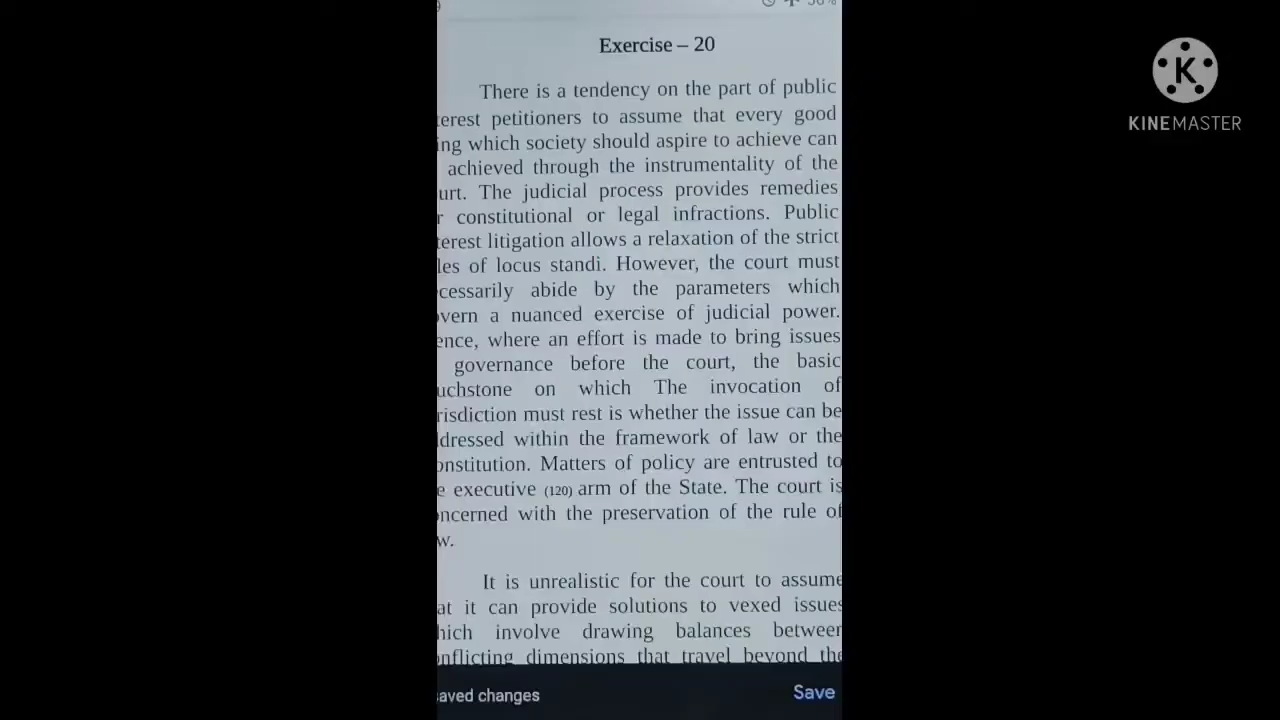 Exercise – 20
There is a tendency on the part of public
terest petitioners to assume that every good
ing which society should aspire to achieve can
achieved through the instrumentality of the
urt. The judicial process provides remedies
r constitutional or legal infractions. Public
terest litigation allows a relaxation of the strict
les of locus standi. However, the court must
cessarily abide by the parameters which
vern a nuanced exercise of judicial power.
ence, where an effort is made to bring issues
governance before the court, the basic
uchstone on which The invocation of
risdiction must rest is whether the issue can be
dressed within the framework of law or the
onstitution. Matters of policy are entrusted to
e executive (120) arm of the State. The court is
ncerned with the preservation of the rule of
w.
It is unrealistic for the court to assume
at it can provide solutions to vexed issues
hich involve drawing balances between
nflicting dimensions that travel beyond the
saved changes
Save
K
KINEMASTER